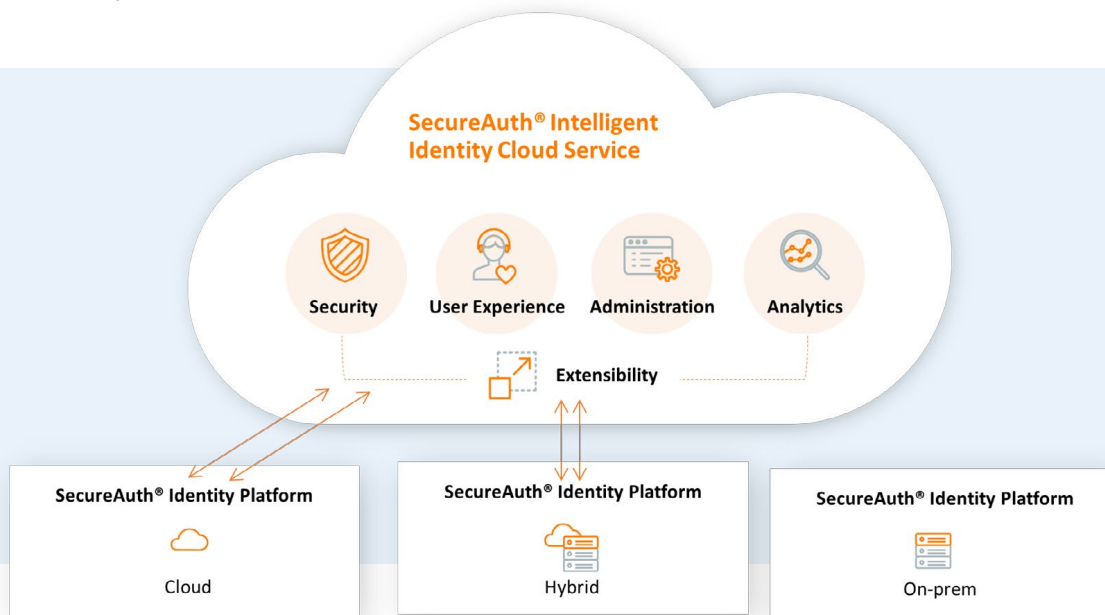 SecureAuth® Intelligent
Identity Cloud Service
Security
User Experience
Administration
Analytics
Extensibility
SecureAuth® Identity Platform
Cloud
SecureAuth® Identity Platform
Hybrid
SecureAuth® Identity Platform
On-prem